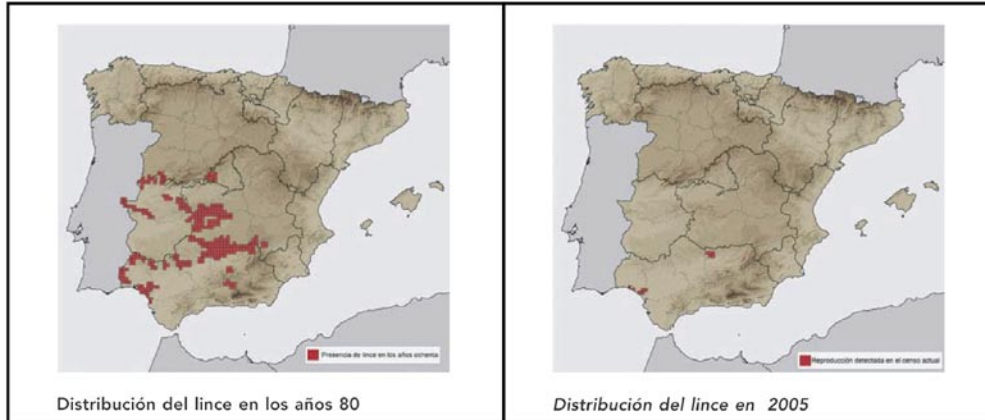 Presencia de lince en los años ochenta
Reproducción detectada en el censo actual
Distribución del lince en los años 80
Distribución del lince en 2005